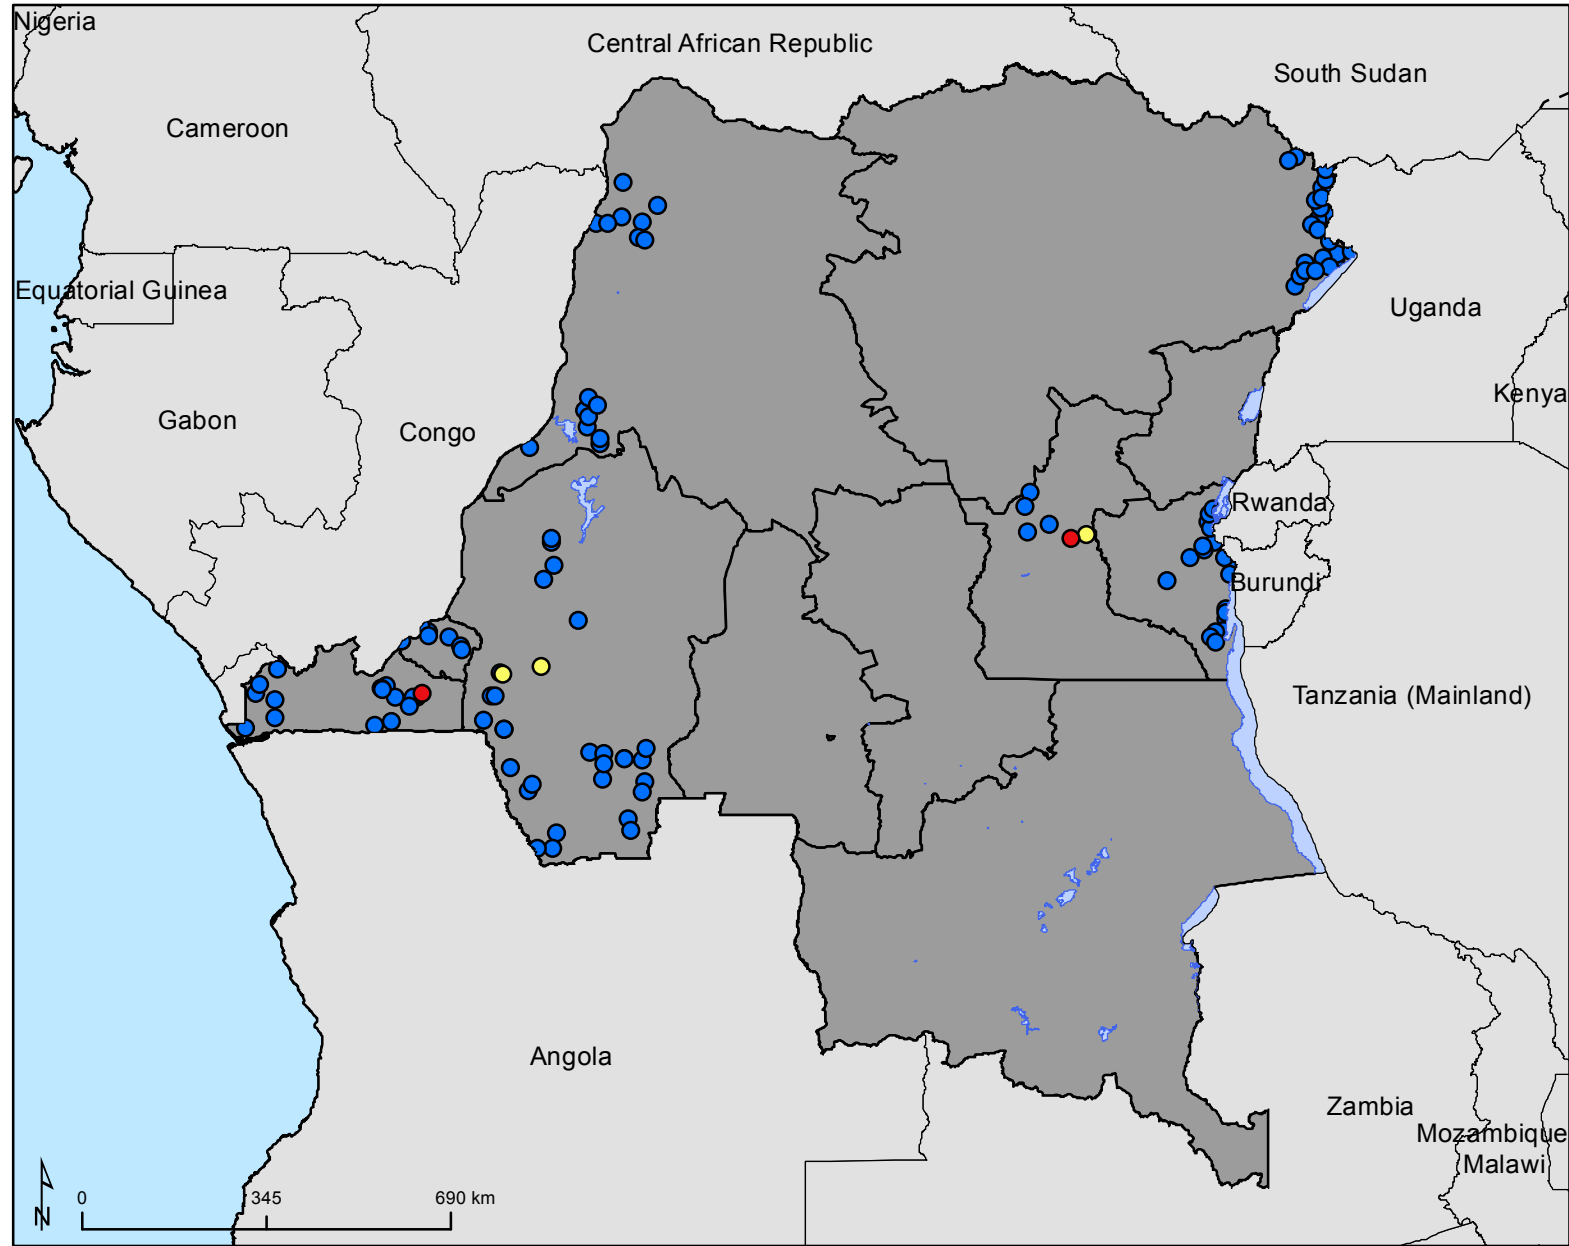 Nigeria
Central African Republic
South Sudan
Cameroon
Equatorial Guinea
Uganda
Kenya
Gabon
Congo
Rwanda
Burundi
Tanzania (Mainland)
Angola
Zambia
Mozambique
Malawi
N
0 345 690 km